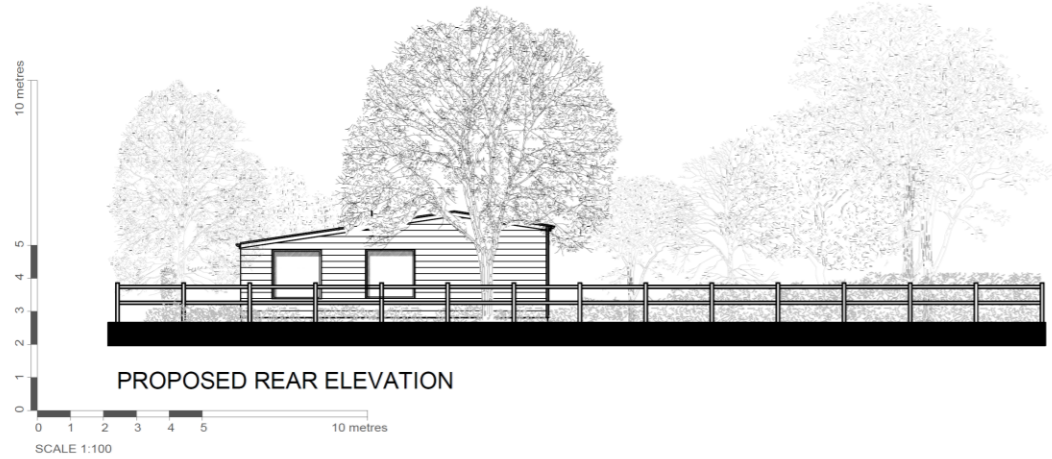 10 metres
5
4
3
2
1
0
PROPOSED REAR ELEVATION
0 1 2 3 4 5 10 metres
SCALE 1:100